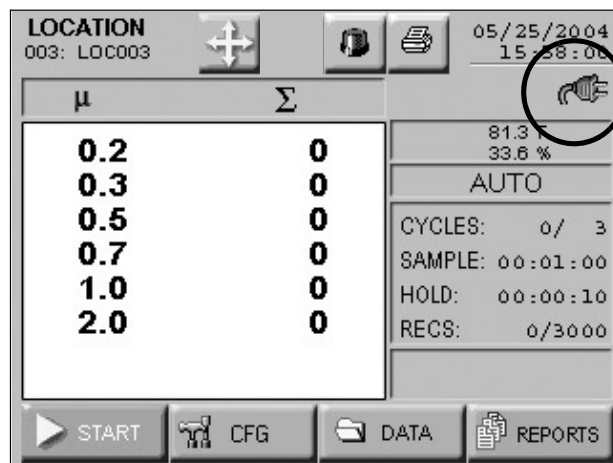 LOCATION
003: LOC003
05/25/2004
15:58:00
μ Σ
0.2 0
0.3 0
0.5 0
0.7 0
1.0 0
2.0 0
81.3 F
33.6 %
AUTO
CYCLES: 0/ 3
SAMPLE: 00:01:00
HOLD: 00:00:10
RECS: 0/3000
START
CFG
DATA
REPORTS